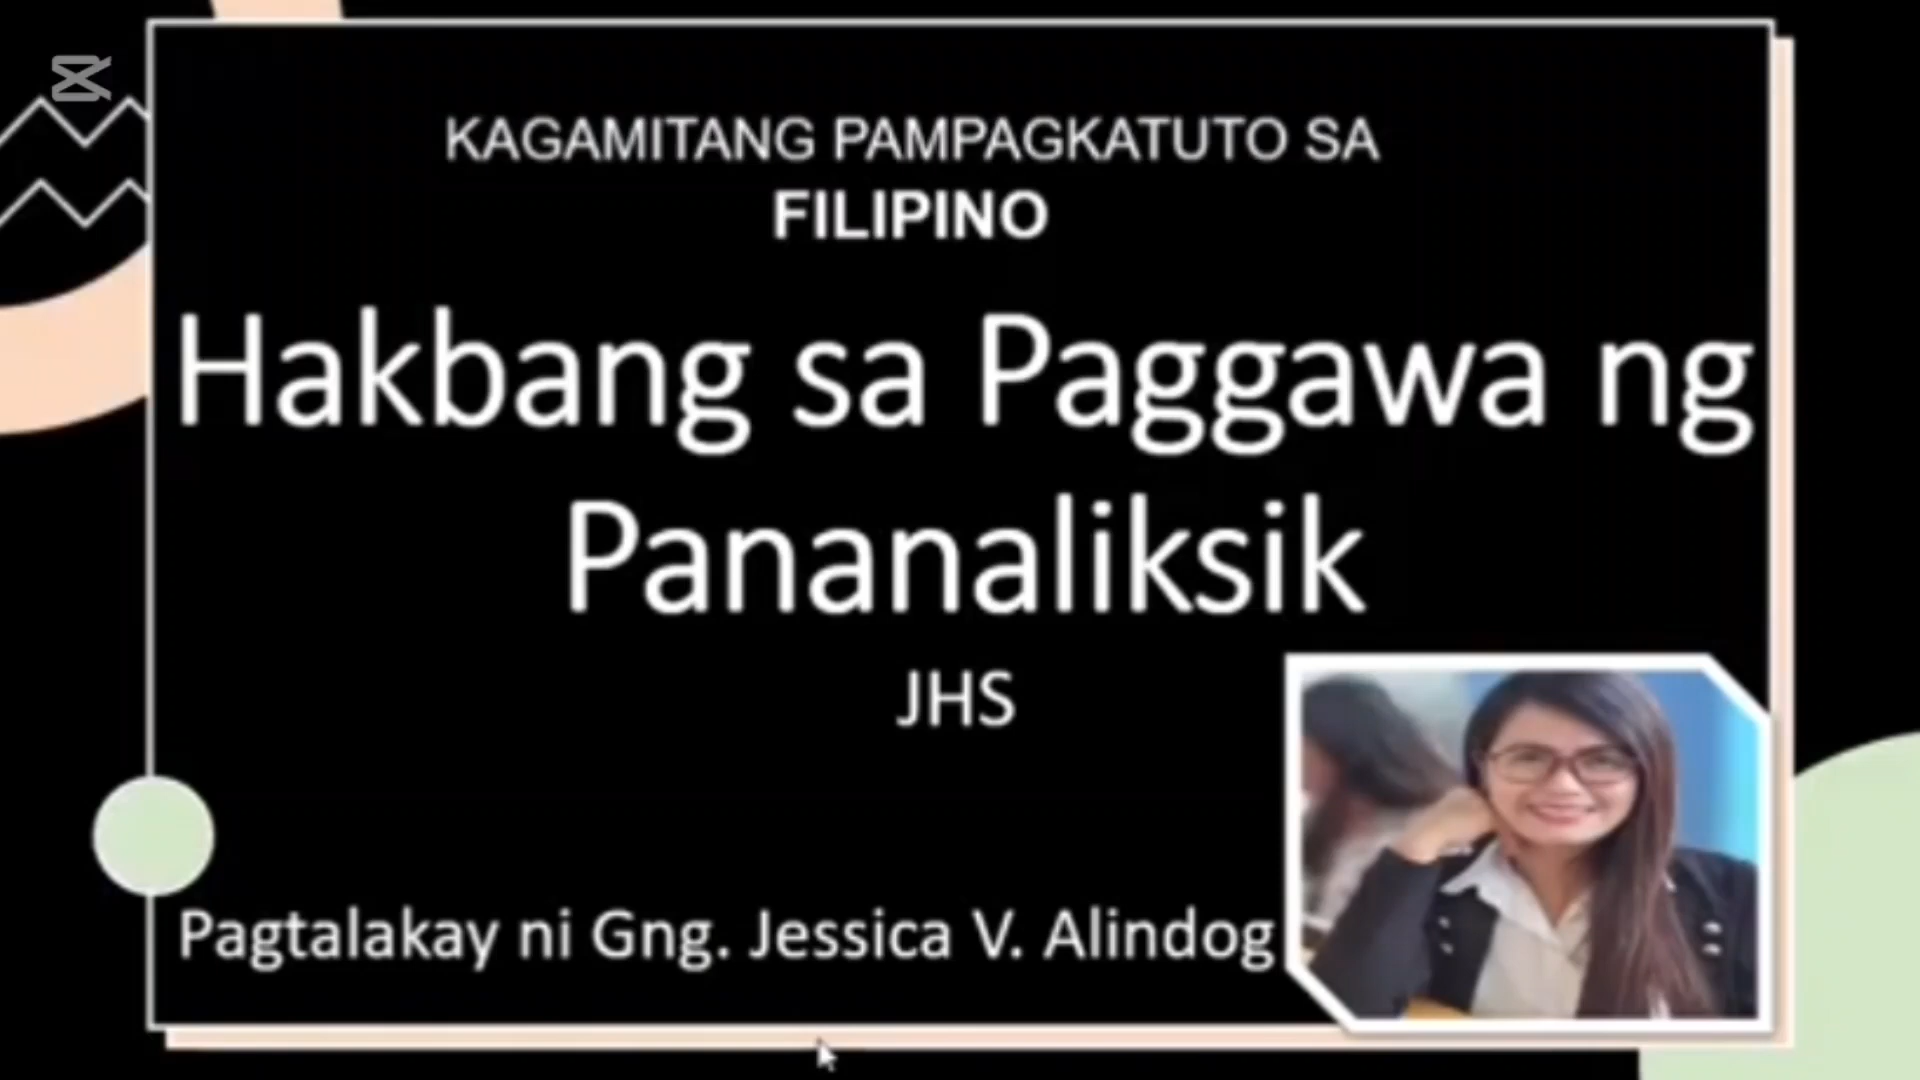 KAGAMITANG PAMPAGKATUTO SA
FILIPINO
Hakbang sa Paggawa ng
Pananaliksik
JHS
Pagtalakay ni Gng. Jessica V. Alindog